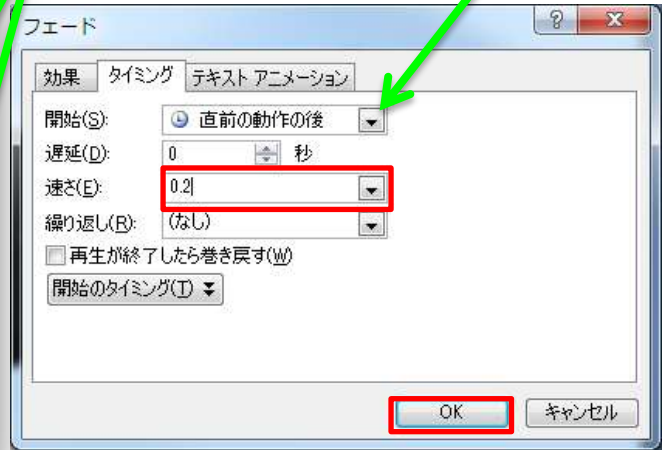 フェード
効果 タイミング テキスト アニメーション
開始(S): 直前の動作の後
遅延(D): 0 秒
速さ(E): 0.2
繰り返し(R): (なし)
再生が終了したら巻き戻す(W)
開始のタイミング(T)
OK キャンセル